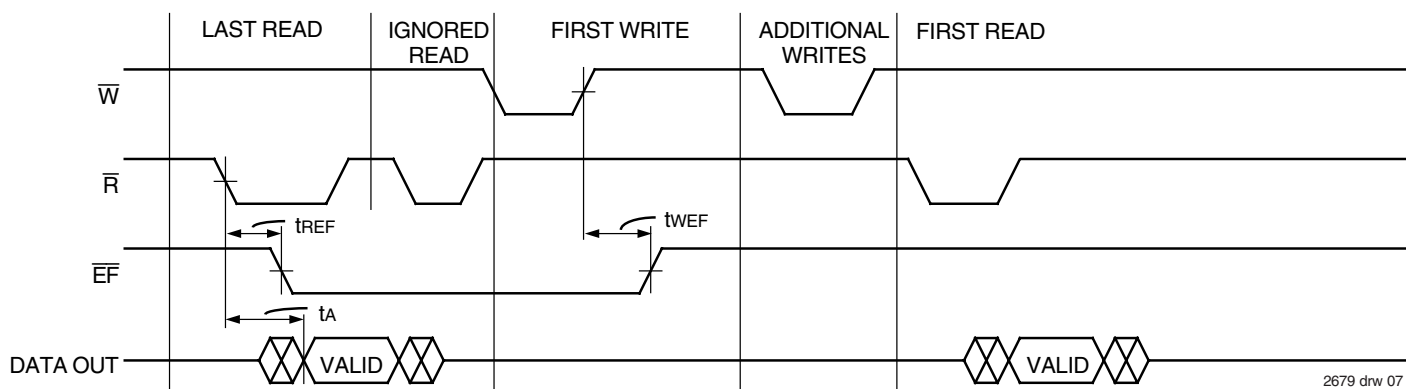 LAST READ
IGNORED
READ
FIRST WRITE
ADDITIONAL
WRITES
FIRST READ
W̅
R̅
tREF
tWEF
E̅F̅
tA
DATA OUT
VALID
VALID
2679 drw 07